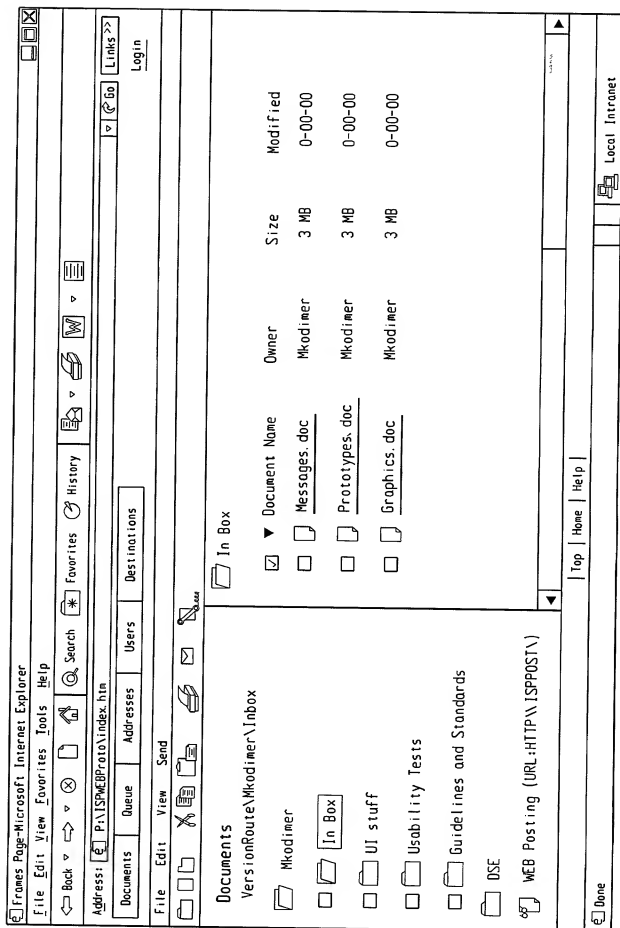 Frames Page-Microsoft Internet Explorer
File Edit View Favorites Tools Help
Back Search Favorites History
Address: P:\ISPWEBProto\index.htm Go Links >>
Documents Queue Addresses Users Destinations Login
File Edit View Send
Documents
VersionRoute\Mkodimer\Inbox
Mkodimer
In Box
UI stuff
Usability Tests
Guidelines and Standards
DSE
WEB Posting (URL:HTTP\\ISPPOST\)
In Box
Document Name Owner Size Modified
Messages.doc Mkodimer 3 MB 0-00-00
Prototypes.doc Mkodimer 3 MB 0-00-00
Graphics.doc Mkodimer 3 MB 0-00-00
| Top | Home | Help |
Done Local Intranet